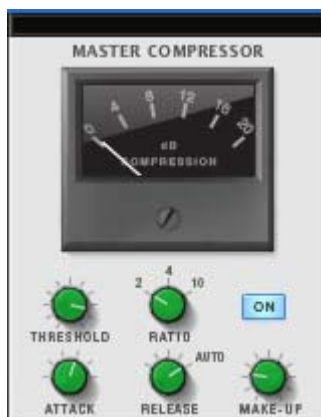 MASTER COMPRESSOR
0 4 8 12 16 20
dB
COMPRESSION
2 4 10
THRESHOLD RATIO ON
AUTO
ATTACK RELEASE MAKE-UP